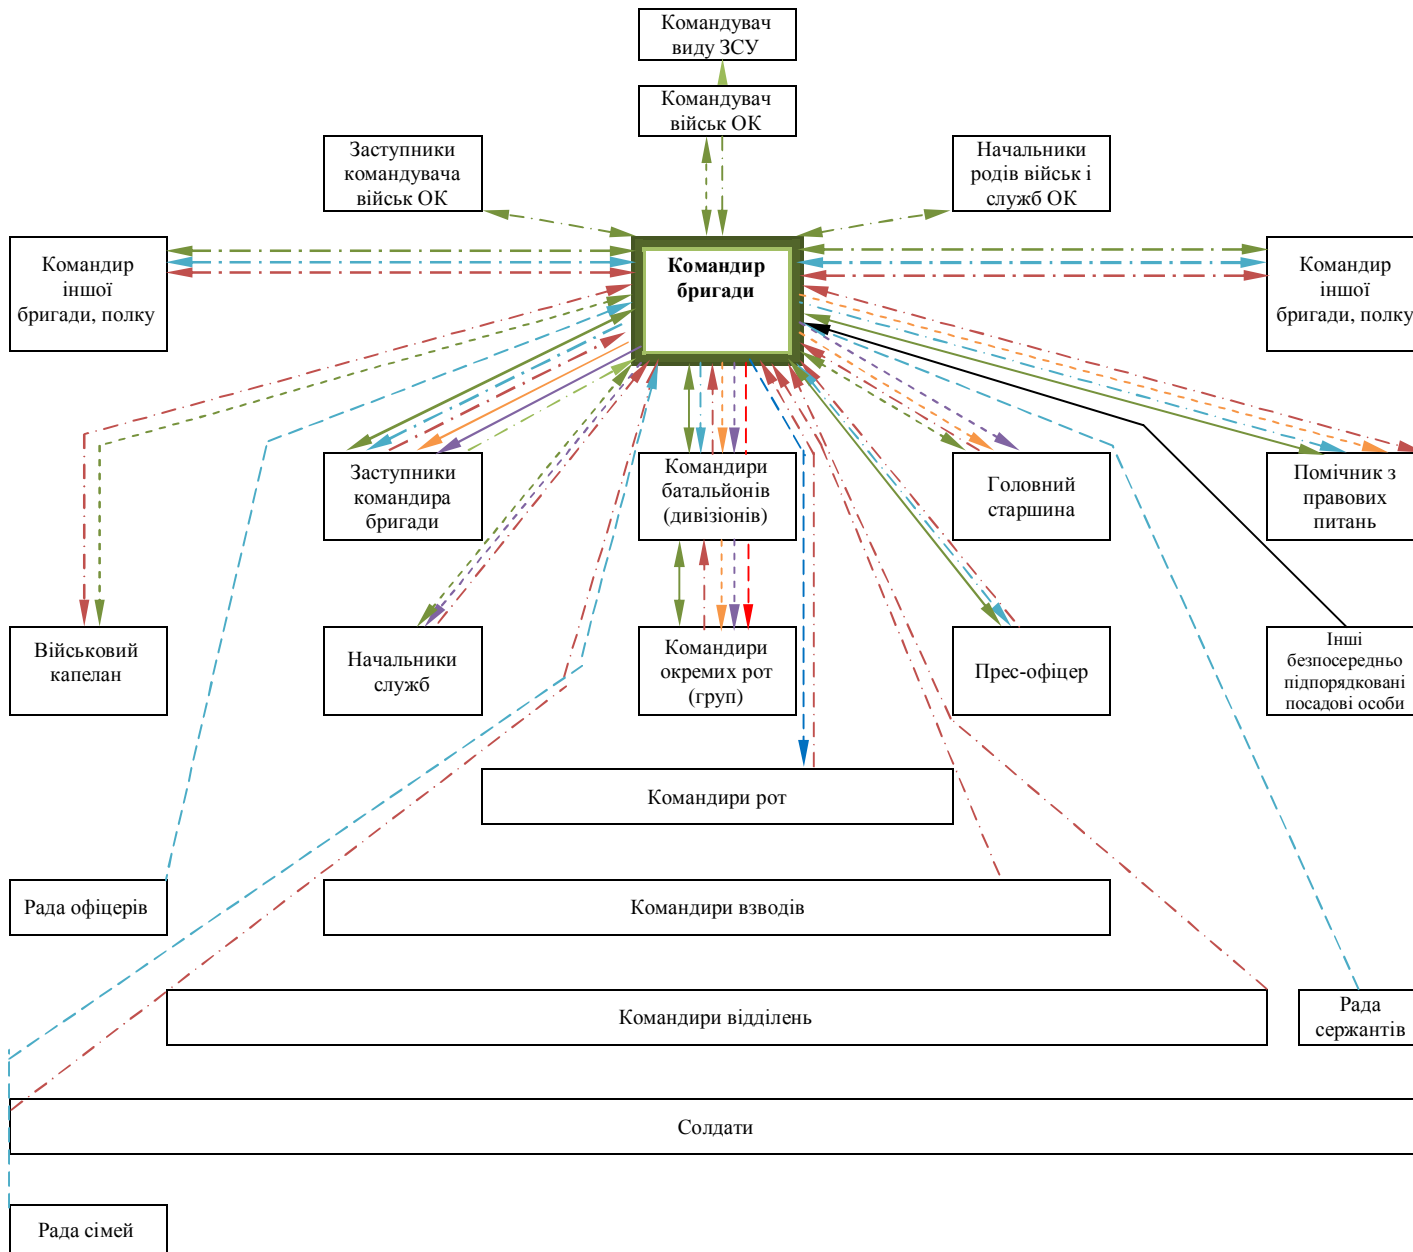 Командувач
виду ЗСУ
Командувач
військ ОК
Заступники
командувача
військ ОК
Начальники
родів військ і
служб ОК
Командир
іншої
бригади, полку
Командир
бригади
Командир
іншої
бригади, полку
Заступники
командира
бригади
Командири
батальйонів
(дивізіонів)
Головний
старшина
Помічник з
правових
питань
Військовий
капелан
Начальники
служб
Командири
окремих рот
(груп)
Прес-офіцер
Інші
безпосередньо
підпорядковані
посадові особи
Командири рот
Рада офіцерів
Командири взводів
Командири відділень
Рада
сержантів
Солдати
Рада сімей